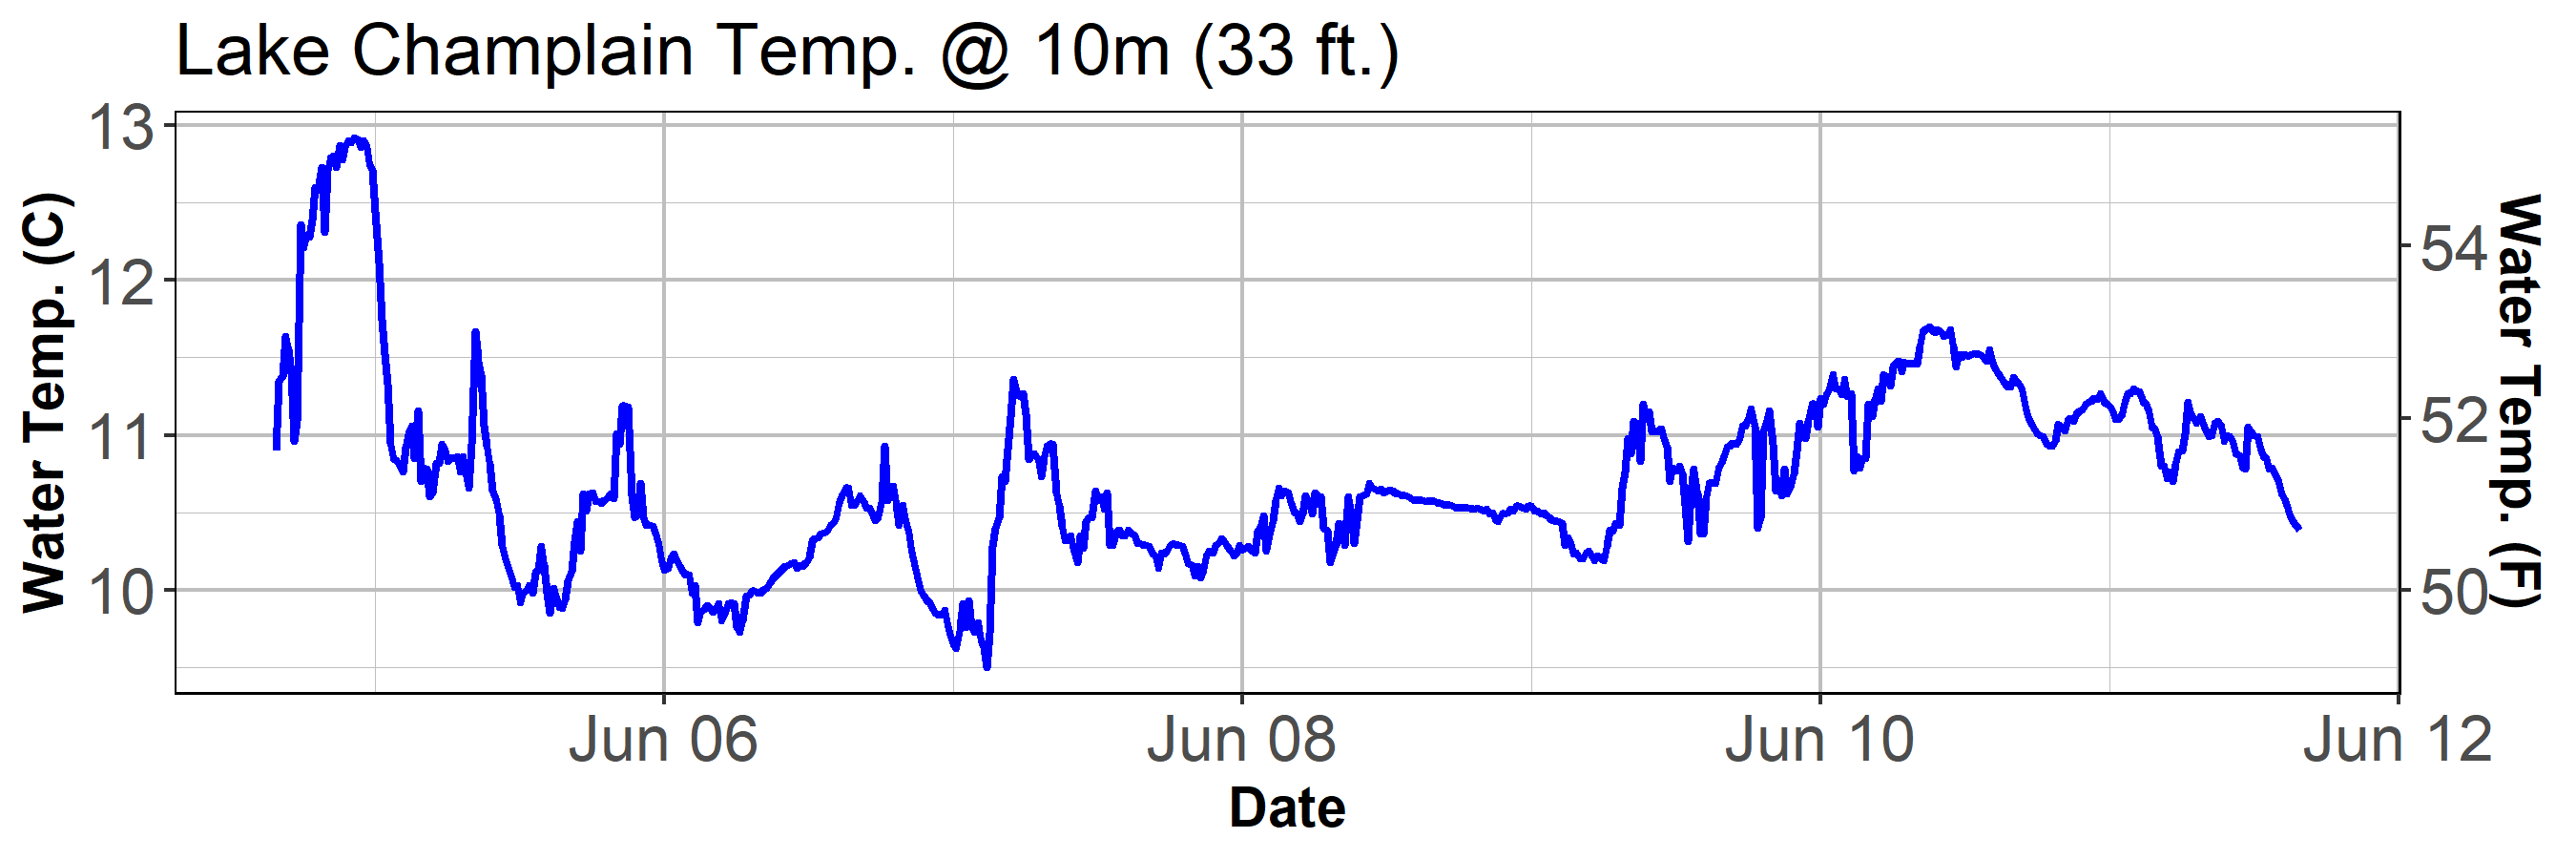 Lake Champlain Temp. @ 10m (33 ft.)
Water Temp. (C)
13
12
11
10
54
52
50
Water Temp. (F)
Jun 06 Jun 08 Jun 10 Jun 12
Date